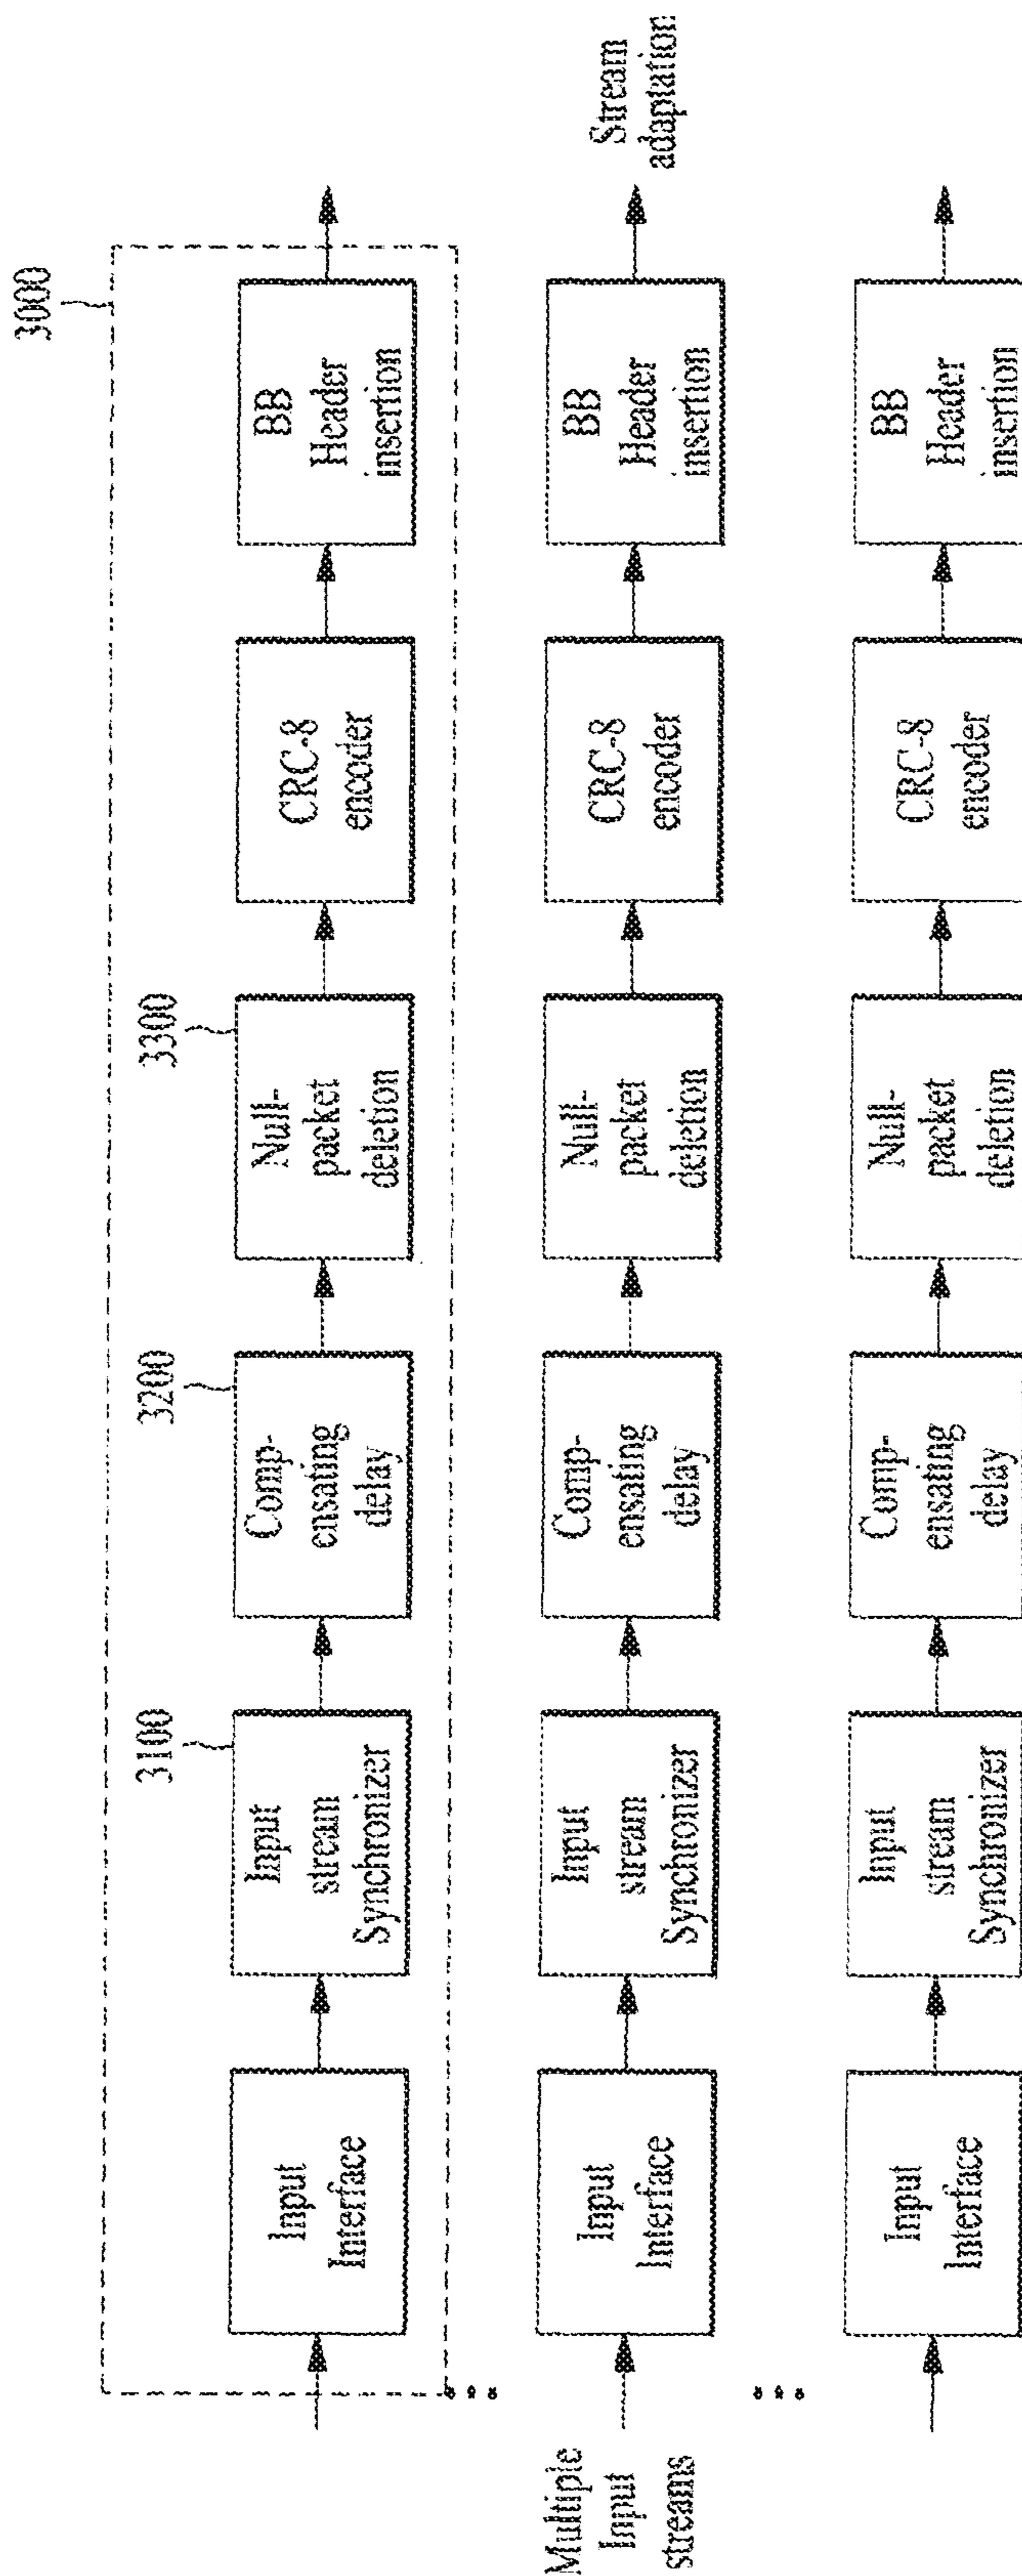 3000
3100
3200
3300
Input
Interface
Input
stream
Synchronizer
Comp-
ensating
delay
Null-
packet
deletion
CRC-8
encoder
BB
Header
insertion
Multiple
Input
streams
Input
Interface
Input
stream
Synchronizer
Comp-
ensating
delay
Null-
packet
deletion
CRC-8
encoder
BB
Header
insertion
Stream
adaptation
Input
Interface
Input
stream
Synchronizer
Comp-
ensating
delay
Null-
packet
deletion
CRC-8
encoder
BB
Header
insertion